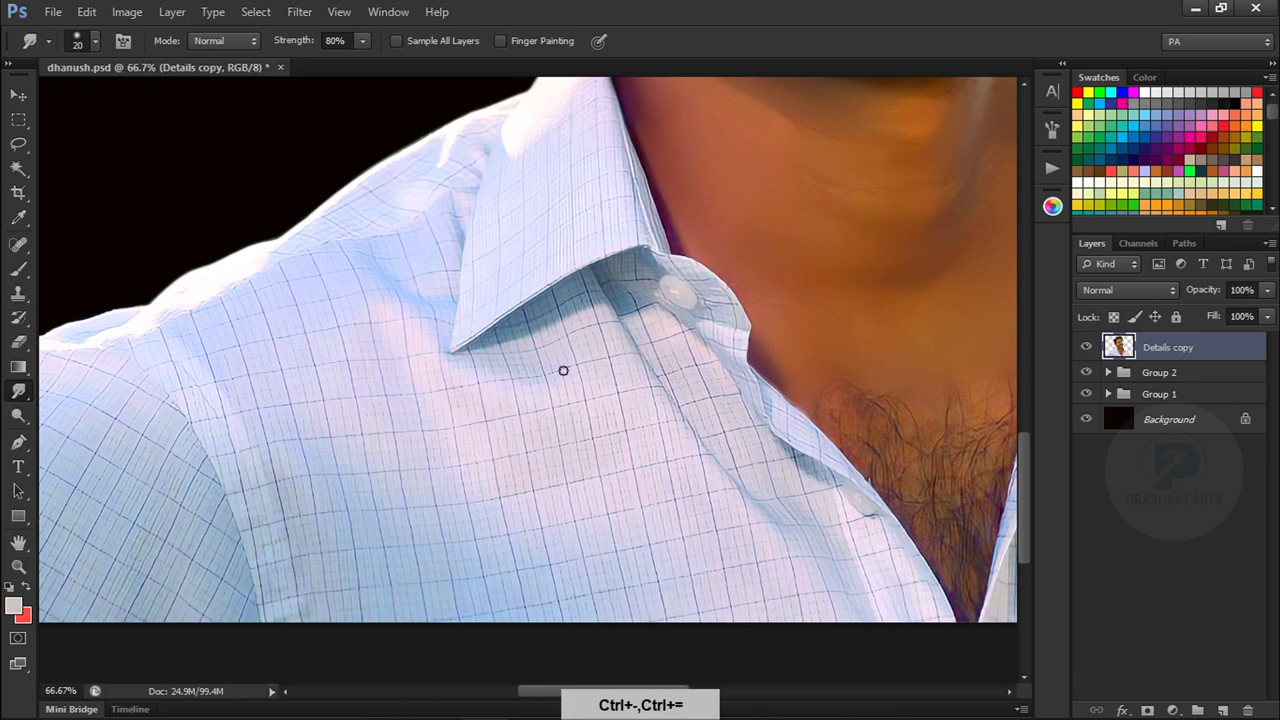 Ps File Edit Image Layer Type Select Filter View Window Help
20 Mode: Normal Strength: 80% Sample All Layers Finger Painting PA
dhanush.psd @ 66.7% (Details copy, RGB/8) * ×
Swatches Color
Layers Channels Paths
Kind
Normal Opacity: 100%
Lock: Fill: 100%
Details copy
Group 2
Group 1
Background
PRABHAKT ARTS
66.67% Doc: 24.9M/99.4M
Ctrl+-,Ctrl+=
Mini Bridge Timeline